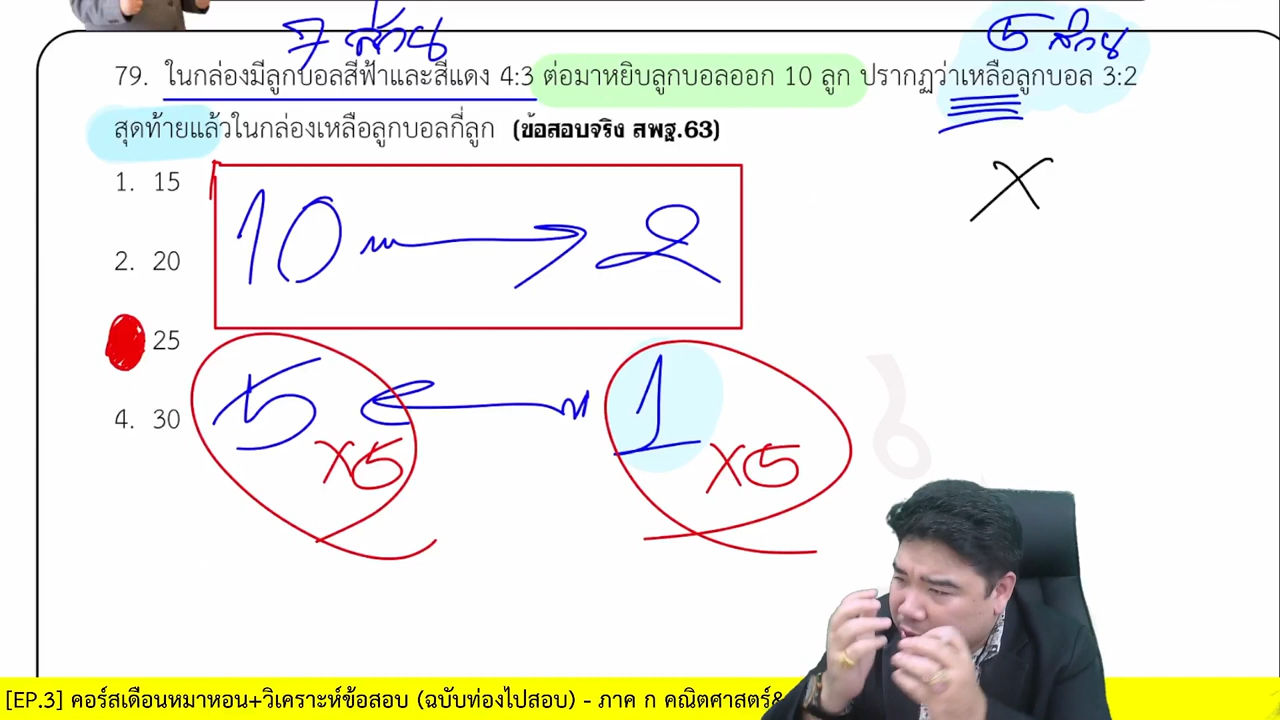 7 ส่วน
5 ส่วน
79. ในกล่องมีลูกบอลสีฟ้าและสีแดง 4:3 ต่อมาหยิบลูกบอลออก 10 ลูก ปรากฏว่าเหลือลูกบอล 3:2
สุดท้ายแล้วในกล่องเหลือลูกบอลกี่ลูก (ข้อสอบจริง สพฐ.63)
1. 15
10 → 2
2. 20
25
5 ← 1
4. 30
x5 x5
[EP.3] คอร์สเดือนหมาหอน+วิเคราะห์ข้อสอบ (ฉบับท่องไปสอบ) - ภาค ก คณิตศาสตร์&